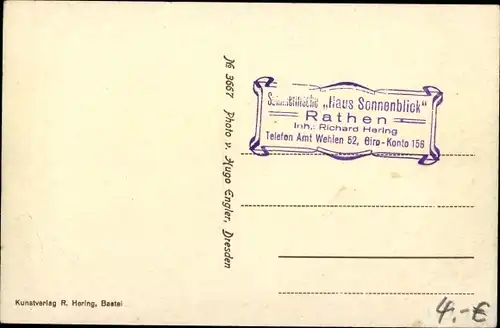 № 3667 Photo v. Hugo Engler, Dresden
"Haus Sonnenblick"
Rathen
Inh.: Richard Hering
Telefon Amt Wehlen 52, Giro-Konto 156
Kunstverlag R. Hering, Bastei
4.-€